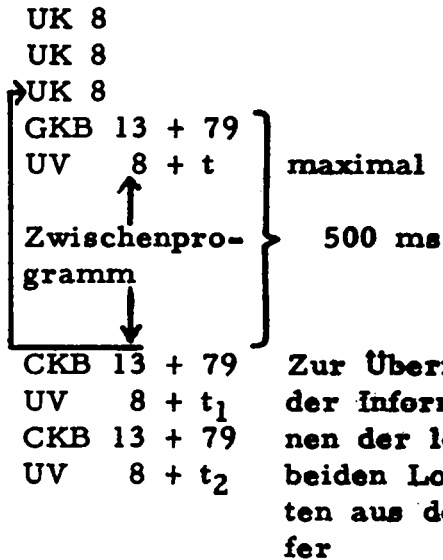 UK 8
UK 8
UK 8
GKB 13 + 79
UV 8 + t maximal
Zwischenpro- 500 ms
gramm
CKB 13 + 79 Zur Über
UV 8 + t₁ der Infor
CKB 13 + 79 nen der l
UV 8 + t₂ beiden Lo
ten aus de
fer